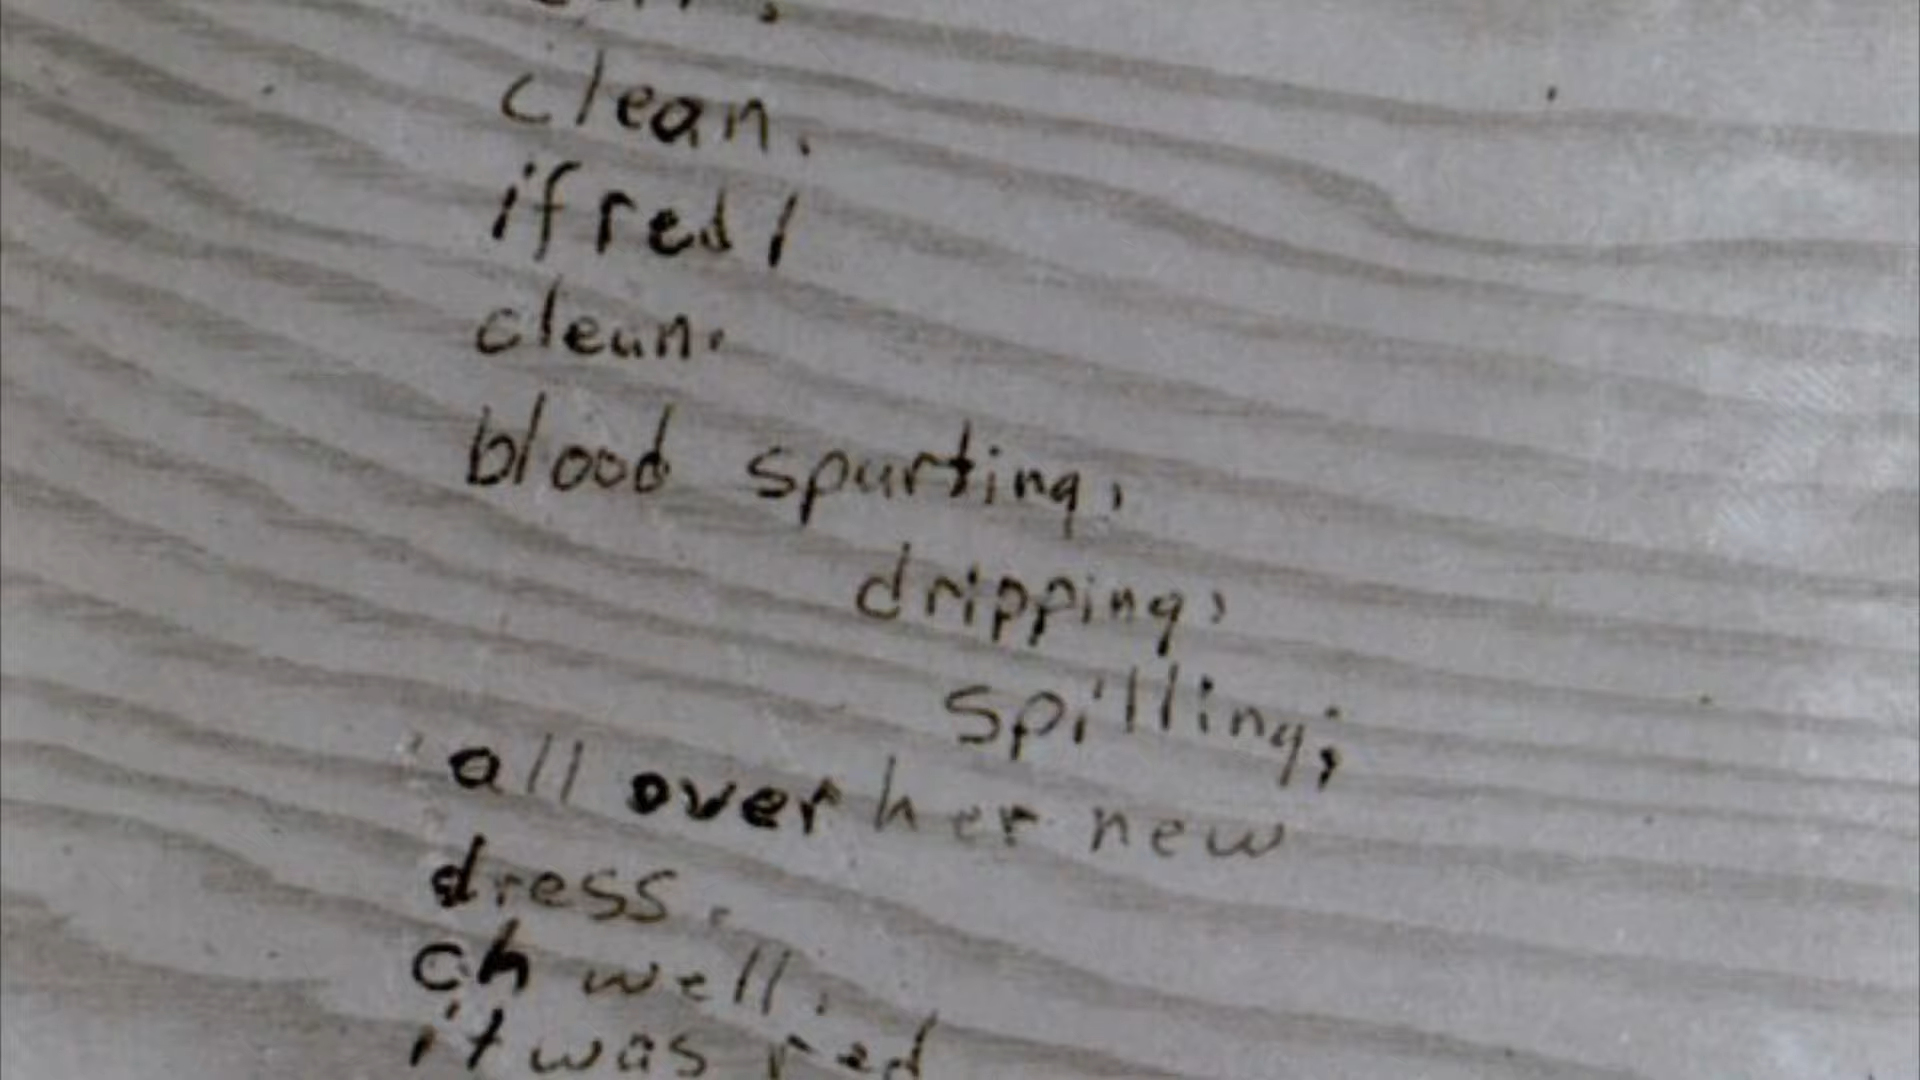 clean.
if red /
clean.
blood spurting,
dripping,
spilling;
all over her new
dress.
oh well.
it was red